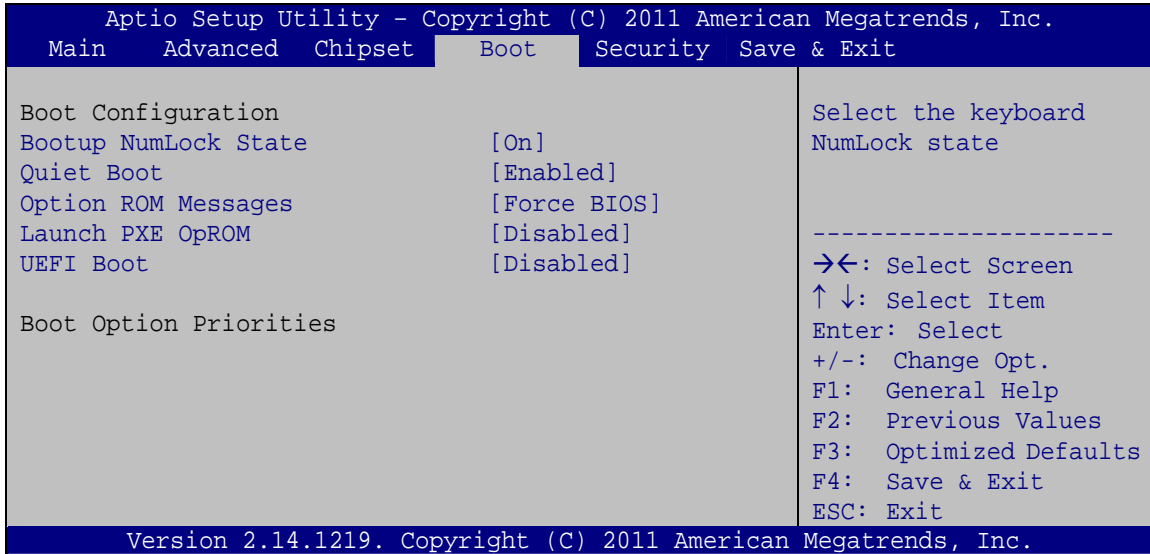 Aptio Setup Utility – Copyright (C) 2011 American Megatrends, Inc.
Main Advanced Chipset Boot Security Save & Exit
Boot Configuration
Bootup NumLock State [On]
Quiet Boot [Enabled]
Option ROM Messages [Force BIOS]
Launch PXE OpROM [Disabled]
UEFI Boot [Disabled]
Boot Option Priorities
Select the keyboard
NumLock state
---------------------
→←: Select Screen
↑ ↓: Select Item
Enter: Select
+/-: Change Opt.
F1: General Help
F2: Previous Values
F3: Optimized Defaults
F4: Save & Exit
ESC: Exit
Version 2.14.1219. Copyright (C) 2011 American Megatrends, Inc.